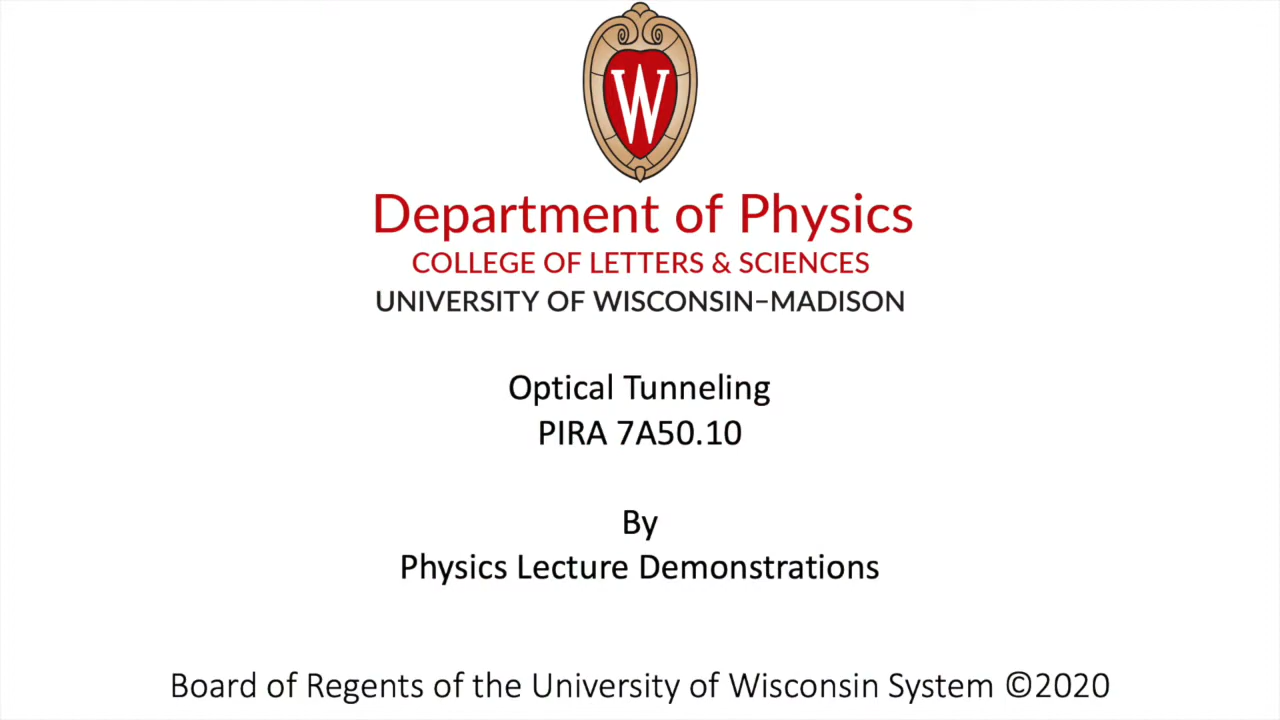 W
Department of Physics
COLLEGE OF LETTERS & SCIENCES
UNIVERSITY OF WISCONSIN–MADISON
Optical Tunneling
PIRA 7A50.10
By
Physics Lecture Demonstrations
Board of Regents of the University of Wisconsin System ©2020